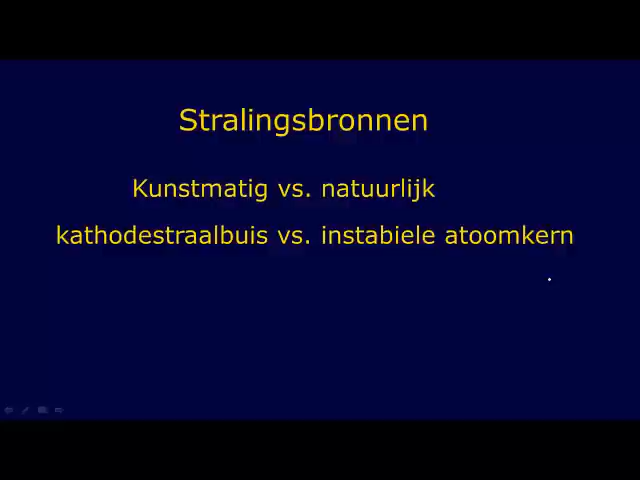 Stralingsbronnen
Kunstmatig vs. natuurlijk
kathodestraalbuis vs. instabiele atoomkern